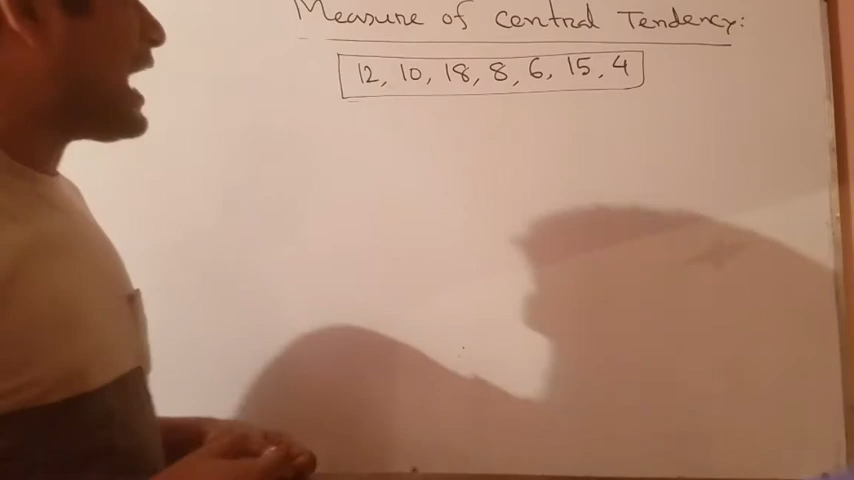 Measure of central Tendency:
12, 10, 18, 8, 6, 15, 4